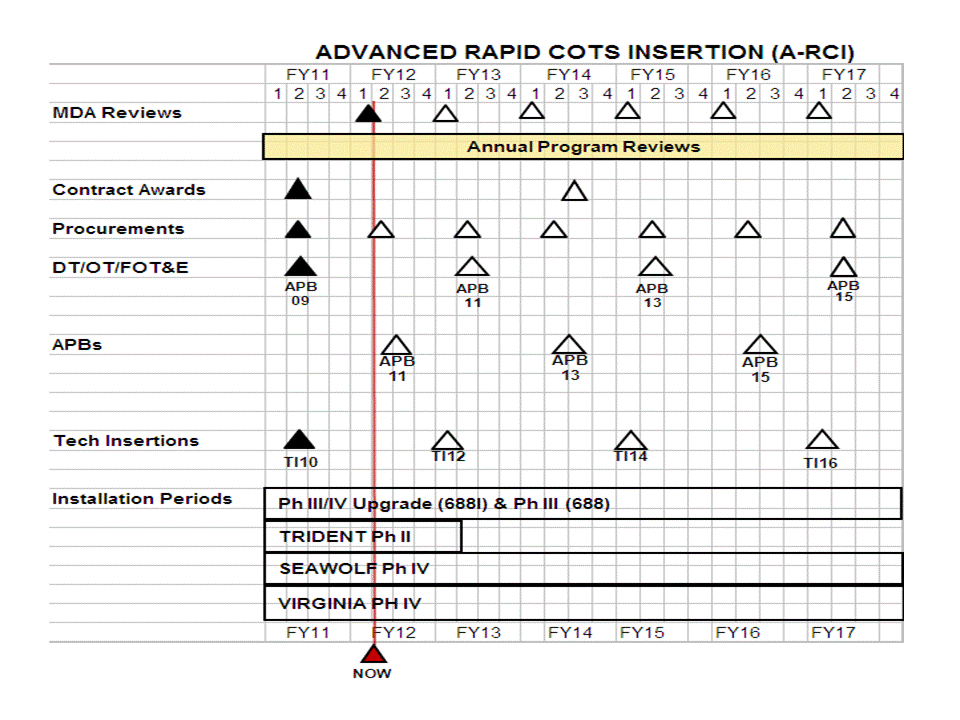 ADVANCED RAPID COTS INSERTION (A-RCI)
FY11 FY12 FY13 FY14 FY15 FY16 FY17
1 2 3 4 1 2 3 4 1 2 3 4 1 2 3 4 1 2 3 4 1 2 3 4 1 2 3 4
MDA Reviews
Annual Program Reviews
Contract Awards
Procurements
DT/OT/FOT&E
APB APB APB APB
09 11 13 15
APBs
APB APB APB
11 13 15
Tech Insertions
TI10 TI12 TI14 TI16
Installation Periods
Ph III/IV Upgrade (688I) & Ph III (688)
TRIDENT Ph II
SEAWOLF Ph IV
VIRGINIA PH IV
FY11 FY12 FY13 FY14 FY15 FY16 FY17
NOW